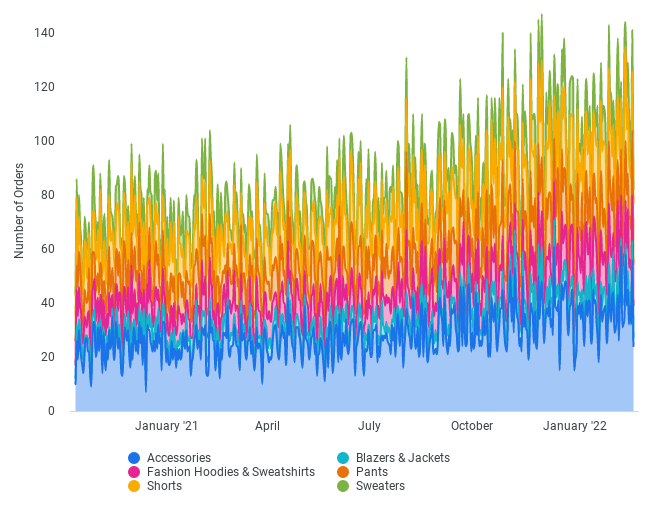 140
120
100
80
60
40
20
0
Number of Orders
January '21 April July October January '22
Accessories Blazers & Jackets
Fashion Hoodies & Sweatshirts Pants
Shorts Sweaters